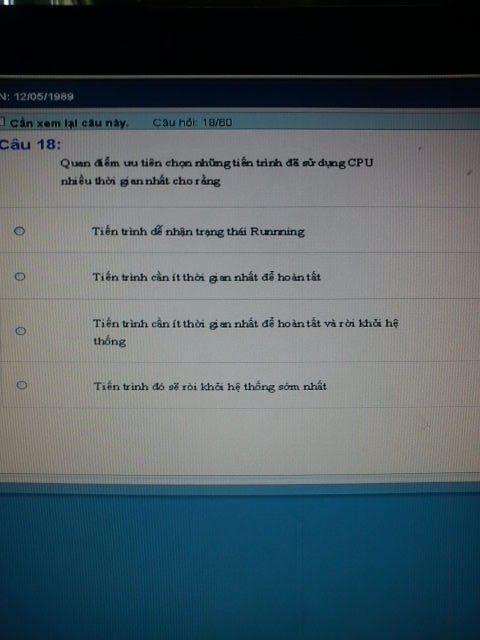 N: 12/05/1989
Cần xem lại câu này. Câu hỏi: 18/60
Câu 18:
Quan điểm ưu tiên chọn những tiến trình đã sử dụng CPU
nhiều thời gian nhất cho rằng
Tiến trình dễ nhận trạng thái Runnning
Tiến trình cần ít thời gian nhất để hoàn tất
Tiến trình cần ít thời gian nhất để hoàn tất và rời khỏi hệ
thống
Tiến trình đó sẽ rời khỏi hệ thống sớm nhất